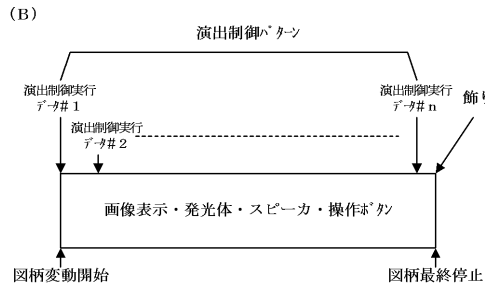 (B)
演出制御パターン
演出制御実行
データ#1
演出制御実行
データ#n
飾り
演出制御実行
データ#2
画像表示・発光体・スピーカ・操作ボタン
図柄変動開始
図柄最終停止